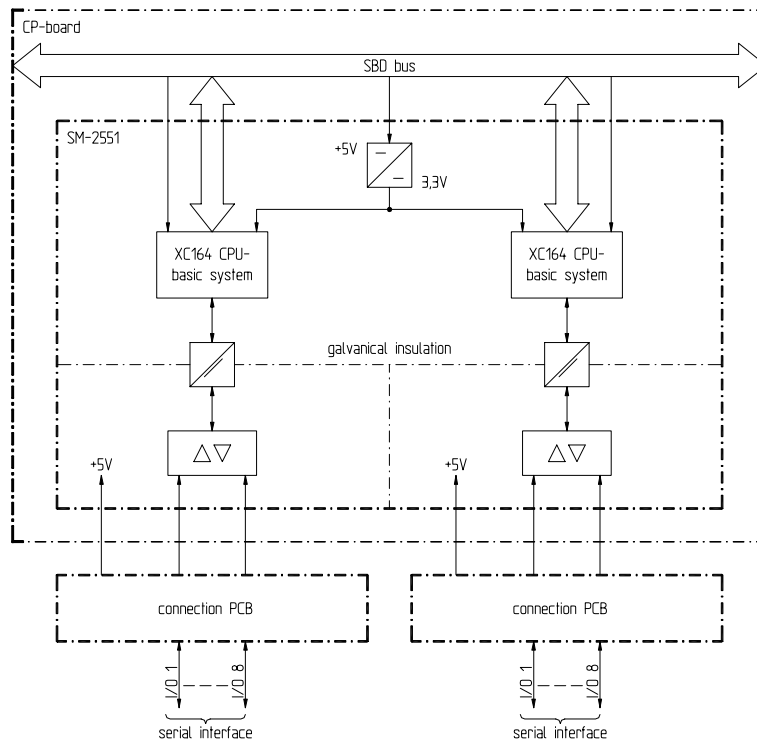 CP-board
SBD bus
SM-2551
+5V
3,3V
XC164 CPU-
basic system
XC164 CPU-
basic system
galvanical insulation
+5V
+5V
connection PCB
connection PCB
I/O 1
I/O 8
I/O 1
I/O 8
serial interface
serial interface